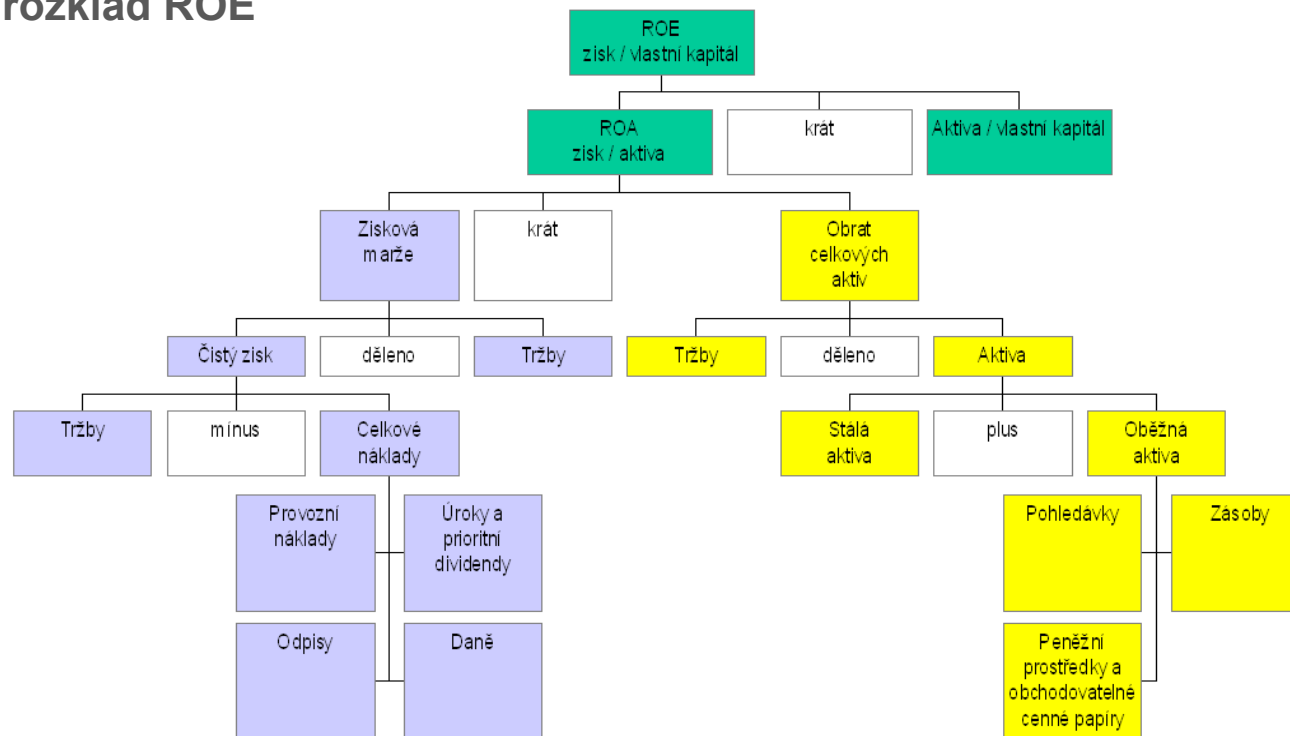 rozklad ROE
ROE
zisk / vlastní kapitál
ROA
zisk / aktiva
krát
Aktiva / vlastní kapitál
Zisková
marže
krát
Obrat
celkových
aktiv
Čistý zisk
děleno
Tržby
Tržby
děleno
Aktiva
Tržby
mínus
Celkové
náklady
Stálá
aktiva
plus
Oběžná
aktiva
Provozní
náklady
Úroky a
prioritní
dividendy
Pohledávky
Zásoby
Odpisy
Daně
Peněžní
prostředky a
obchodovatelné
cenné papíry